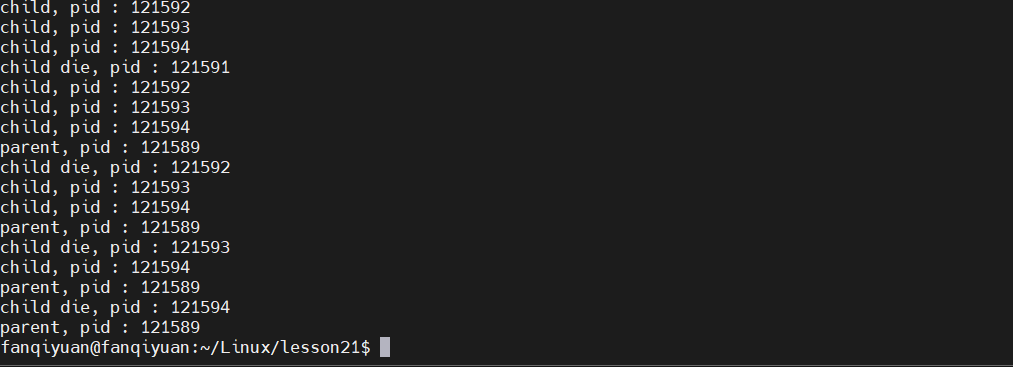 child, pid : 121592
child, pid : 121593
child, pid : 121594
child die, pid : 121591
child, pid : 121592
child, pid : 121593
child, pid : 121594
parent, pid : 121589
child die, pid : 121592
child, pid : 121593
child, pid : 121594
parent, pid : 121589
child die, pid : 121593
child, pid : 121594
parent, pid : 121589
child die, pid : 121594
parent, pid : 121589
fanqiyuan@fanqiyuan:~/Linux/lesson21$